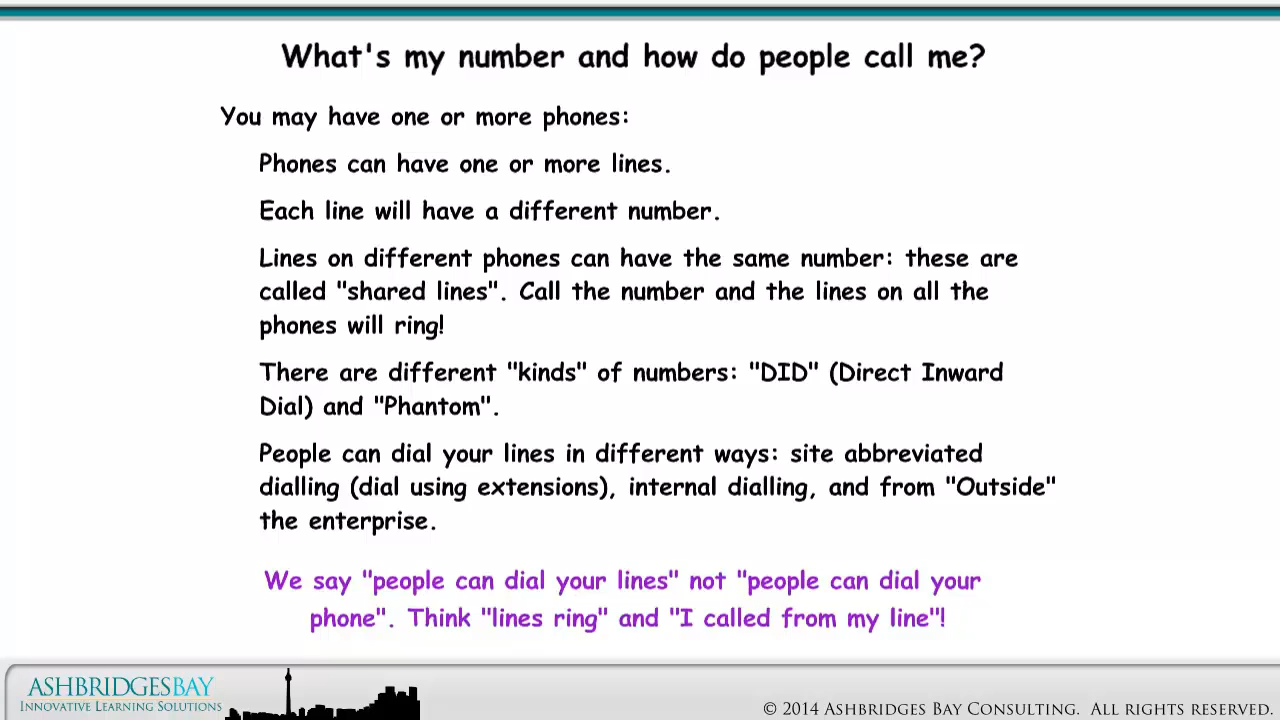 What's my number and how do people call me?
You may have one or more phones:
Phones can have one or more lines.
Each line will have a different number.
Lines on different phones can have the same number: these are
called "shared lines". Call the number and the lines on all the
phones will ring!
There are different "kinds" of numbers: "DID" (Direct Inward
Dial) and "Phantom".
People can dial your lines in different ways: site abbreviated
dialling (dial using extensions), internal dialling, and from "Outside"
the enterprise.
We say "people can dial your lines" not "people can dial your
phone". Think "lines ring" and "I called from my line"!
ASHBRIDGESBAY
INNOVATIVE LEARNING SOLUTIONS
© 2014 ASHBRIDGES BAY CONSULTING. ALL RIGHTS RESERVED.